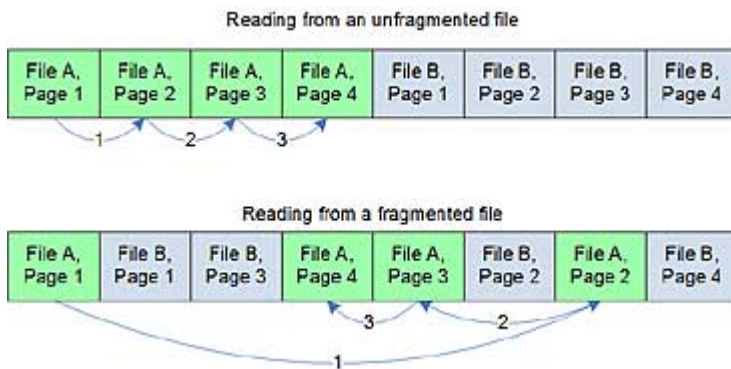 Reading from an unfragmented file
File A, File A, File A, File A, File B, File B, File B, File B,
Page 1 Page 2 Page 3 Page 4 Page 1 Page 2 Page 3 Page 4
1 2 3
Reading from a fragmented file
File A, File B, File B, File A, File A, File B, File A, File B,
Page 1 Page 1 Page 3 Page 4 Page 3 Page 2 Page 2 Page 4
3 2
1